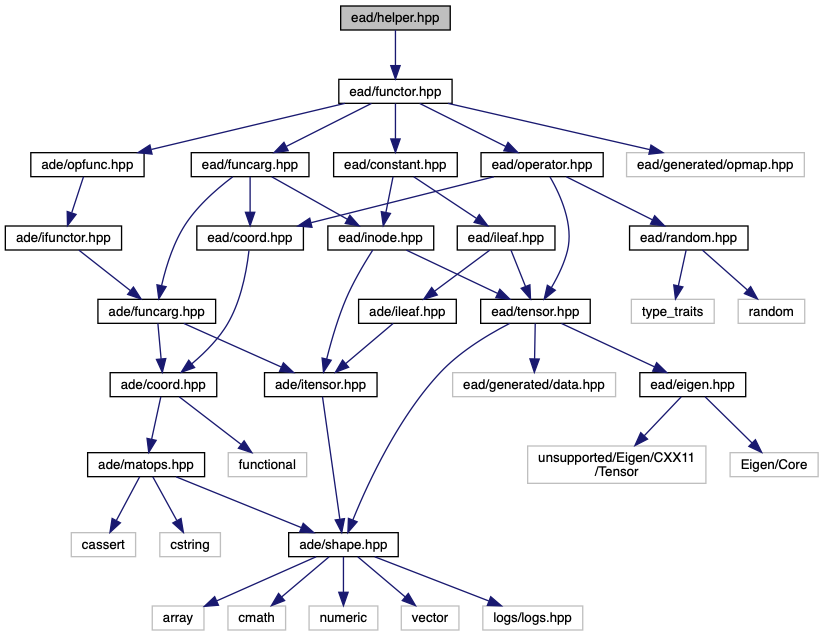 ead/helper.hpp
ead/functor.hpp
ade/opfunc.hpp
ead/funcarg.hpp
ead/constant.hpp
ead/operator.hpp
ead/generated/opmap.hpp
ade/ifunctor.hpp
ead/coord.hpp
ead/inode.hpp
ead/ileaf.hpp
ead/random.hpp
ade/funcarg.hpp
ade/ileaf.hpp
ead/tensor.hpp
type_traits
random
ade/coord.hpp
ade/itensor.hpp
ead/generated/data.hpp
ead/eigen.hpp
ade/matops.hpp
functional
unsupported/Eigen/CXX11
/Tensor
Eigen/Core
cassert
cstring
ade/shape.hpp
array
cmath
numeric
vector
logs/logs.hpp